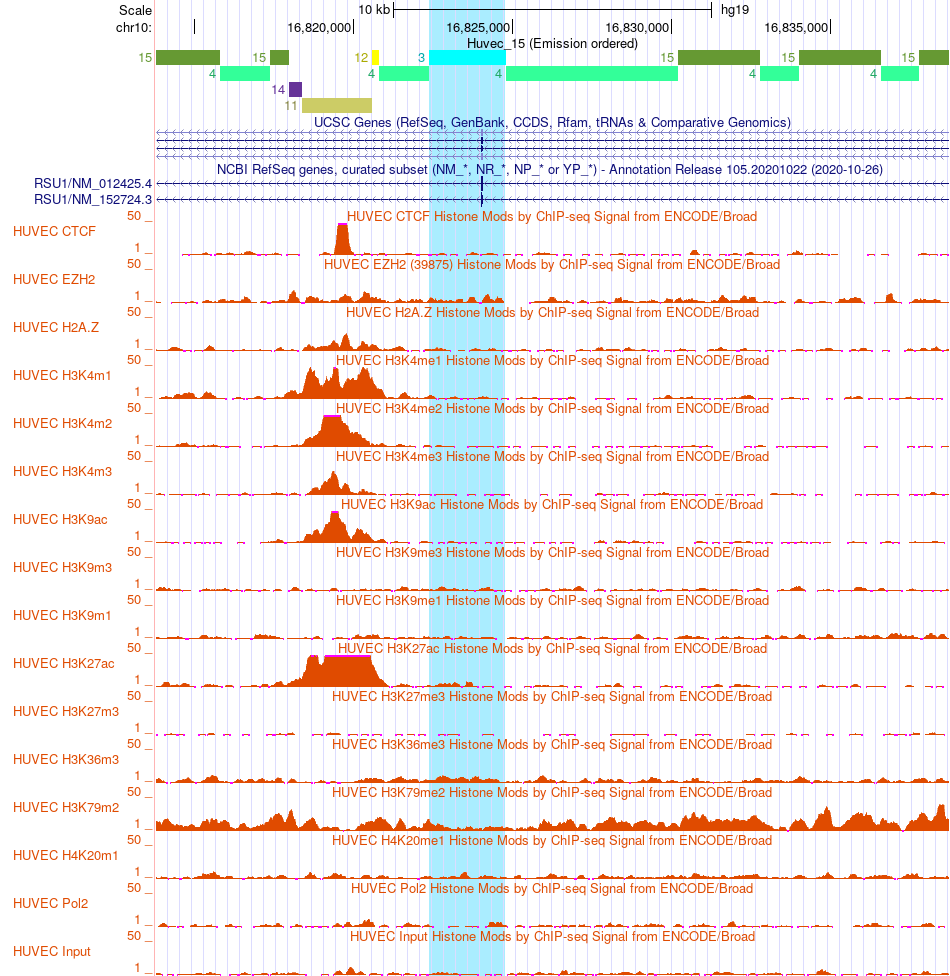 Scale 10 kb hg19
chr10: 16,820,000 16,825,000 16,830,000 16,835,000
Huvec_15 (Emission ordered)
15 15 12 3 15 15 15
4 4 4 4 4
14
11
UCSC Genes (RefSeq, GenBank, CCDS, Rfam, tRNAs & Comparative Genomics)
NCBI RefSeq genes, curated subset (NM_*, NR_*, NP_* or YP_*) - Annotation Release 105.20201022 (2020-10-26)
RSU1/NM_012425.4
RSU1/NM_152724.3
50 _ HUVEC CTCF Histone Mods by ChIP-seq Signal from ENCODE/Broad
HUVEC CTCF
1 _
50 _ HUVEC EZH2 (39875) Histone Mods by ChIP-seq Signal from ENCODE/Broad
HUVEC EZH2
1 _
50 _ HUVEC H2A.Z Histone Mods by ChIP-seq Signal from ENCODE/Broad
HUVEC H2A.Z
1 _
50 _ HUVEC H3K4me1 Histone Mods by ChIP-seq Signal from ENCODE/Broad
HUVEC H3K4m1
1 _
50 _ HUVEC H3K4me2 Histone Mods by ChIP-seq Signal from ENCODE/Broad
HUVEC H3K4m2
1 _
50 _ HUVEC H3K4me3 Histone Mods by ChIP-seq Signal from ENCODE/Broad
HUVEC H3K4m3
1 _
50 _ HUVEC H3K9ac Histone Mods by ChIP-seq Signal from ENCODE/Broad
HUVEC H3K9ac
1 _
50 _ HUVEC H3K9me3 Histone Mods by ChIP-seq Signal from ENCODE/Broad
HUVEC H3K9m3
1 _
50 _ HUVEC H3K9me1 Histone Mods by ChIP-seq Signal from ENCODE/Broad
HUVEC H3K9m1
1 _
50 _ HUVEC H3K27ac Histone Mods by ChIP-seq Signal from ENCODE/Broad
HUVEC H3K27ac
1 _
50 _ HUVEC H3K27me3 Histone Mods by ChIP-seq Signal from ENCODE/Broad
HUVEC H3K27m3
1 _
50 _ HUVEC H3K36me3 Histone Mods by ChIP-seq Signal from ENCODE/Broad
HUVEC H3K36m3
1 _
50 _ HUVEC H3K79me2 Histone Mods by ChIP-seq Signal from ENCODE/Broad
HUVEC H3K79m2
1 _
50 _ HUVEC H4K20me1 Histone Mods by ChIP-seq Signal from ENCODE/Broad
HUVEC H4K20m1
1 _
50 _ HUVEC Pol2 Histone Mods by ChIP-seq Signal from ENCODE/Broad
HUVEC Pol2
1 _
50 _ HUVEC Input Histone Mods by ChIP-seq Signal from ENCODE/Broad
HUVEC Input
1 _